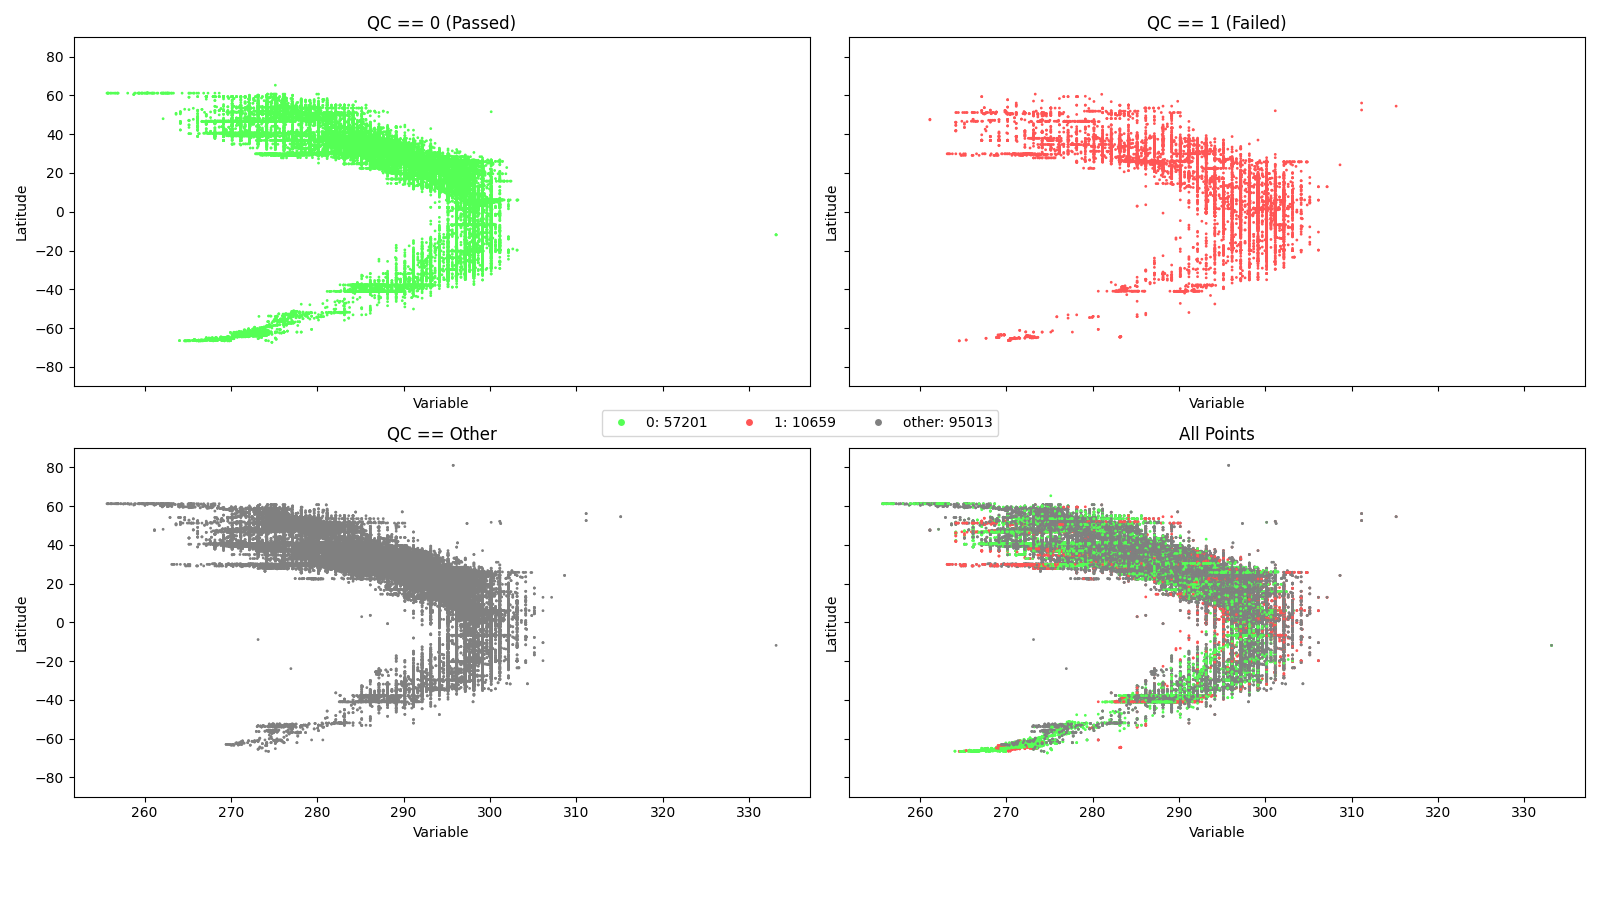 QC == 0 (Passed)
QC == 1 (Failed)
80
60
40
20
0
−20
−40
−60
−80
Latitude
Latitude
Variable
Variable
0: 57201
1: 10659
other: 95013
QC == Other
All Points
80
60
40
20
0
−20
−40
−60
−80
Latitude
Latitude
260 270 280 290 300 310 320 330
260 270 280 290 300 310 320 330
Variable
Variable